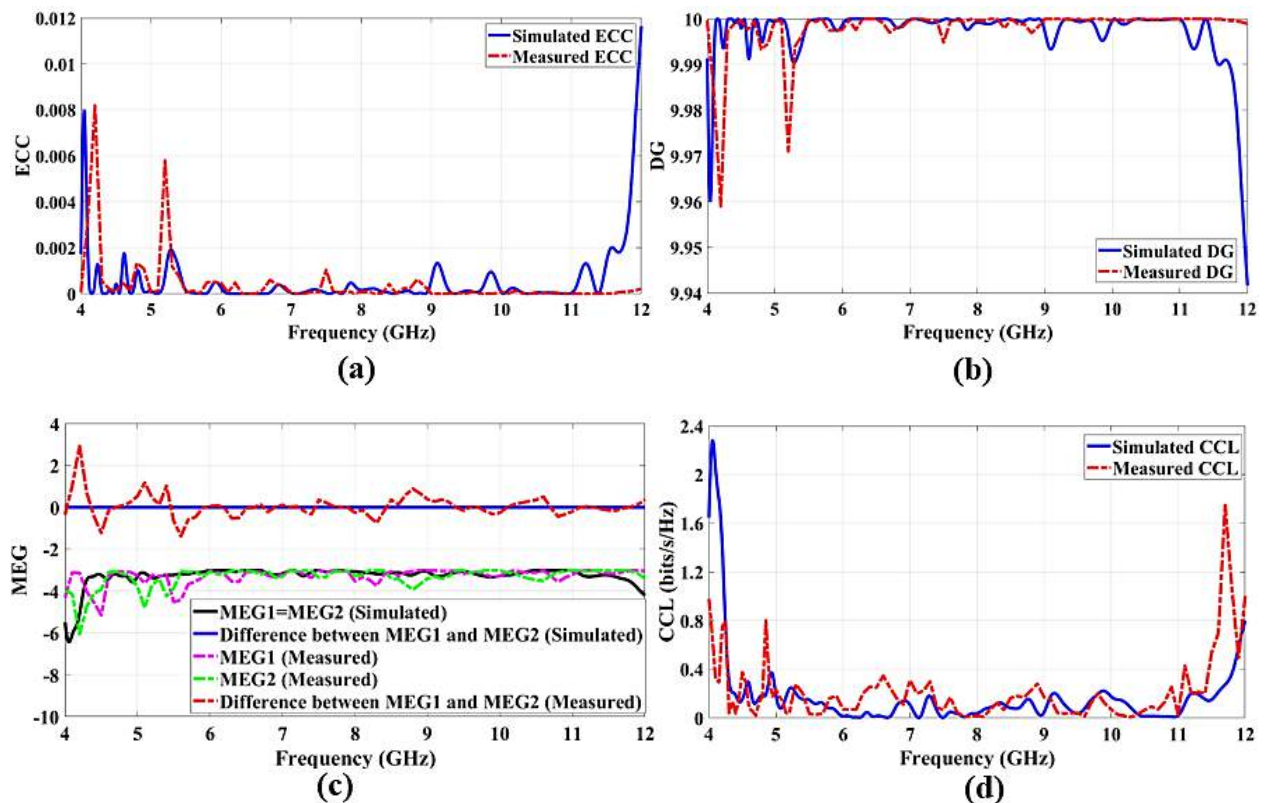 0.012
0.01
0.008
0.006
0.004
0.002
0
ECC
Simulated ECC
Measured ECC
4 5 6 7 8 9 10 11 12
Frequency (GHz)
(a)
10
9.99
9.98
9.97
9.96
9.95
9.94
DG
Simulated DG
Measured DG
4 5 6 7 8 9 10 11 12
Frequency (GHz)
(b)
4
2
0
-2
-4
-6
-8
-10
MEG
MEG1=MEG2 (Simulated)
Difference between MEG1 and MEG2 (Simulated)
MEG1 (Measured)
MEG2 (Measured)
Difference between MEG1 and MEG2 (Measured)
4 5 6 7 8 9 10 11 12
Frequency (GHz)
(c)
2.4
2
1.6
1.2
0.8
0.4
0
CCL (bits/s/Hz)
Simulated CCL
Measured CCL
4 5 6 7 8 9 10 11 12
Frequency (GHz)
(d)